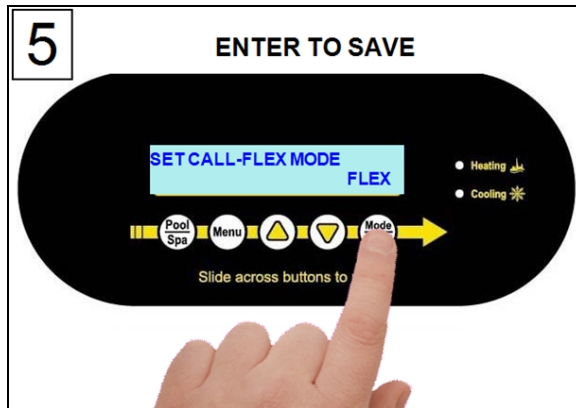 5
ENTER TO SAVE
SET CALL-FLEX MODE
FLEX
Heating
Cooling
Pool
Spa
Menu
Mode
Slide across buttons to